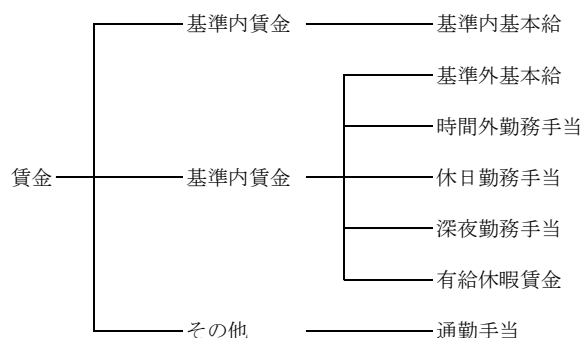 基準内賃金
基準内基本給
基準外基本給
時間外勤務手当
賃金
基準内賃金
休日勤務手当
深夜勤務手当
有給休暇賃金
その他
通勤手当